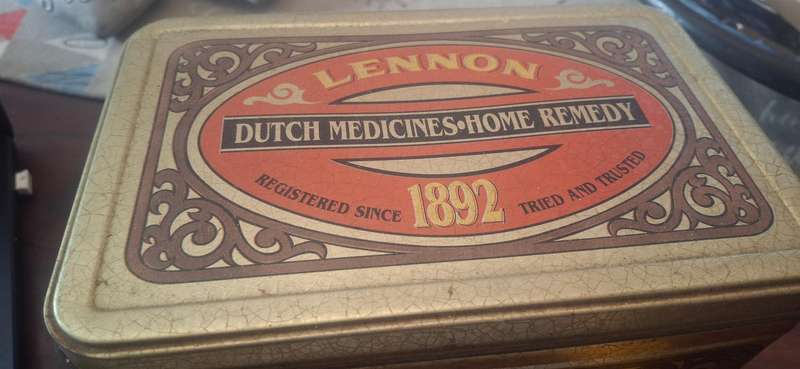 LENNON
DUTCH MEDICINES•HOME REMEDY
REGISTERED SINCE 1892 TRIED AND TRUSTED